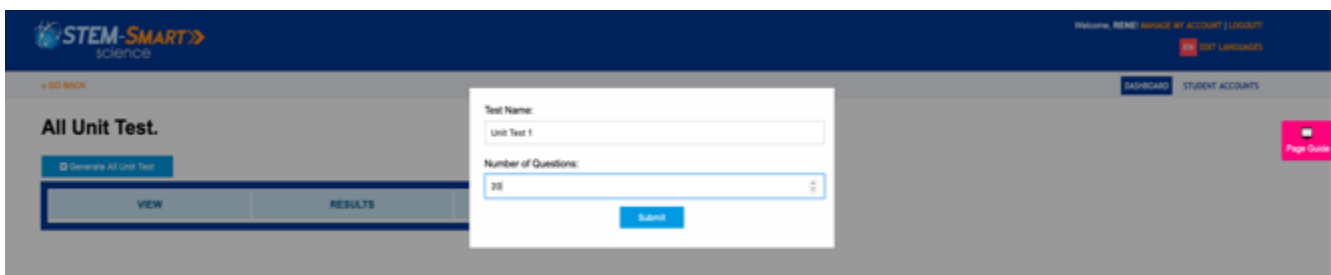 STEM-SMART»
science
Welcome, RENE! MANAGE MY ACCOUNT | LOGOUT?
EN EDIT LANGUAGES
« GO BACK
DASHBOARD STUDENT ACCOUNTS
Test Name:
Unit Test 1
All Unit Test.
Page Guide
Number of Questions:
Generate All Unit Test
20
VIEW RESULTS
Submit